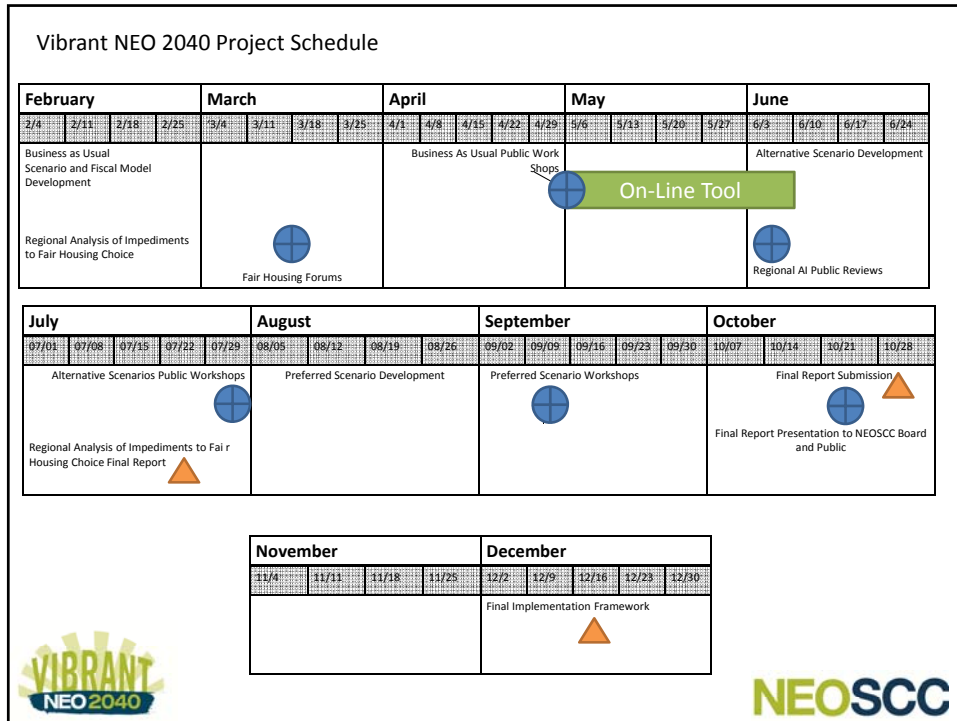 Vibrant NEO 2040 Project Schedule
February March April May June
2/4 2/11 2/18 2/25 '3/4 3/11 3/18 3/25 4/1 4/8 4/15 4/22 4/29 5/6 5/13 5/20 5/27 6/3 6/10 6/17 6/24
Business as Usual
Scenario and Fiscal Model
Development
Business As Usual Public Work
Shops
Alternative Scenario Development
On-Line Tool
Regional Analysis of Impediments
to Fair Housing Choice
Fair Housing Forums
Regional AI Public Reviews
July August September October
07/01 07/08 07/15 07/22 07/29 08/05 08/12 08/19 08/26 09/02 09/09 09/16 09/23 09/30 10/07 10/14 10/21 10/28
Alternative Scenarios Public Workshops
Preferred Scenario Development
Preferred Scenario Workshops
Final Report Submission
Regional Analysis of Impediments to Fai r
Housing Choice Final Report
Final Report Presentation to NEOSCC Board
and Public
November December
11/4 11/11 11/18 11/25 12/2 12/9 12/16 12/23 12/30
Final Implementation Framework
VIBRANT
NEO 2040
NEOSCC